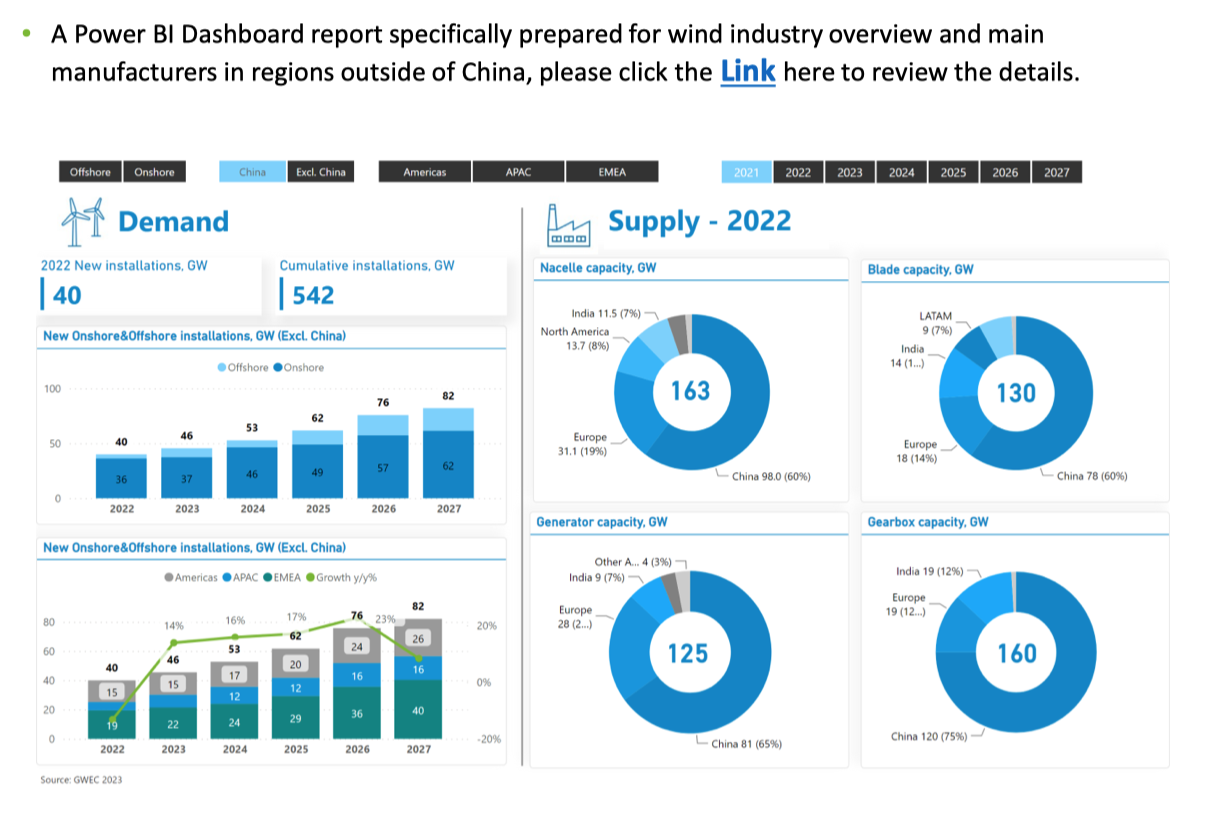 • A Power BI Dashboard report specifically prepared for wind industry overview and main
manufacturers in regions outside of China, please click the Link here to review the details.
Offshore Onshore China Excl. China Americas APAC EMEA 2021 2022 2023 2024 2025 2026 2027
Demand
2022 New installations, GW
40
Cumulative installations, GW
542
New Onshore&Offshore installations, GW (Excl. China)
Offshore Onshore
100
50
0
40 46 53 62 76 82
36 37 46 49 57 62
2022 2023 2024 2025 2026 2027
New Onshore&Offshore installations, GW (Excl. China)
Americas APAC EMEA Growth y/y%
80
60
40
20
0
20%
0%
-20%
14% 16% 17% 23%
40 46 53 62 76 82
15 15 17 20 24 26
12 12 16 16
19 22 24 29 36 40
2022 2023 2024 2025 2026 2027
Source: GWEC 2023
Supply - 2022
Nacelle capacity, GW
India 11.5 (7%)
North America
13.7 (8%)
163
Europe
31.1 (19%)
China 98.0 (60%)
Blade capacity, GW
LATAM
9 (7%)
India
14 (1...)
130
Europe
18 (14%)
China 78 (60%)
Generator capacity, GW
Other A... 4 (3%)
India 9 (7%)
Europe
28 (2...)
125
China 81 (65%)
Gearbox capacity, GW
India 19 (12%)
Europe
19 (12...)
160
China 120 (75%)